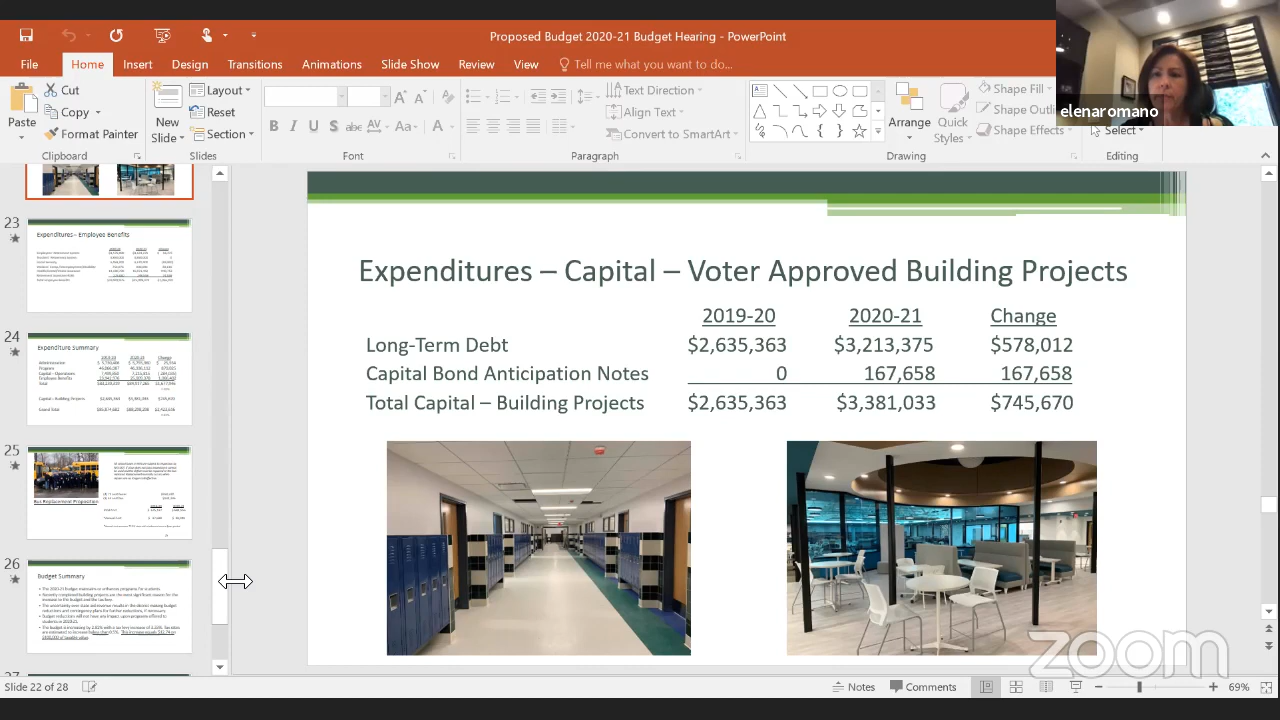 Proposed Budget 2020-21 Budget Hearing - PowerPoint
File Home Insert Design Transitions Animations Slide Show Review View Tell me what you want to do...
elenaromano
Cut
Copy
Format Painter
Paste
Clipboard
New
Slide
Layout
Reset
Section
Slides
B I U S abc AV Aa A
Font
Text Direction
Align Text
Convert to SmartArt
Paragraph
Arrange
Quick
Styles
Shape Fill
Shape Outli
Shape Effects
Drawing
Select
Editing
23
Expenditures – Employee Benefits
24
Expenditure Summary
25
Bus Replacement Proposition
26
Budget Summary
27
Expenditures – Capital – Voter Approved Building Projects
2019-20 2020-21 Change
Long-Term Debt $2,635,363 $3,213,375 $578,012
Capital Bond Anticipation Notes 0 167,658 167,658
Total Capital – Building Projects $2,635,363 $3,381,033 $745,670
zoom
Slide 22 of 28
Notes Comments 69%